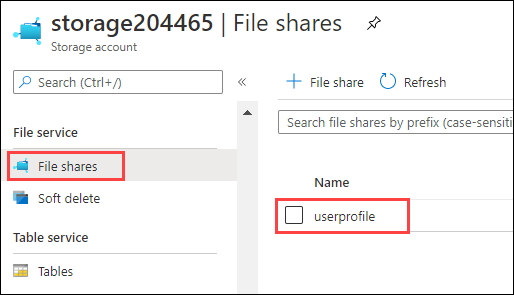 storage204465 | File shares
Storage account
Search (Ctrl+/)
«
File service
File shares
Soft delete
Table service
Tables
+ File share
Refresh
Search file shares by prefix (case-sensiti
Name
userprofile